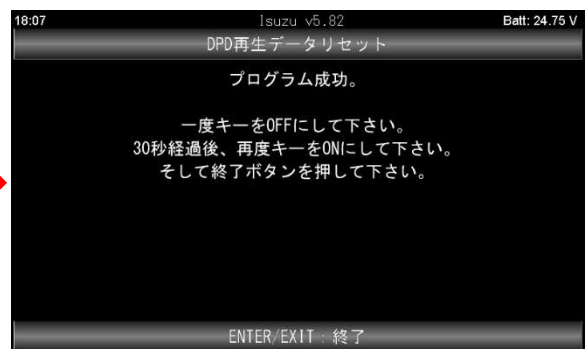 18:07 Isuzu v5.82 Batt: 24.75 V
DPD再生データリセット
プログラム成功。
一度キーをOFFにして下さい。
30秒経過後、再度キーをONにして下さい。
そして終了ボタンを押して下さい。
ENTER/EXIT : 終了